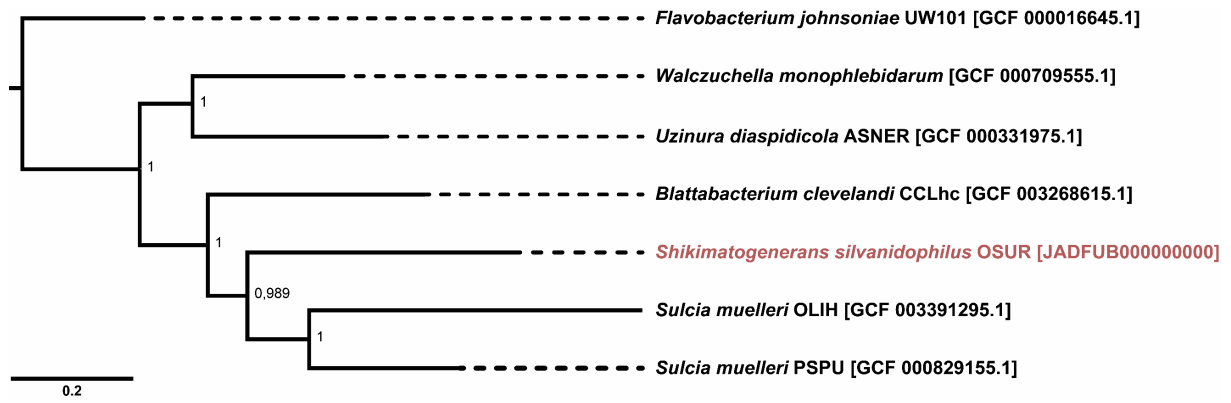 Flavobacterium johnsoniae UW101 [GCF 000016645.1]
Walczuchella monophlebidarum [GCF 000709555.1]
1
Uzinura diaspidicola ASNER [GCF 000331975.1]
1
Blattabacterium clevelandi CCLhc [GCF 003268615.1]
1
Shikimatogenerans silvanidophilus OSUR [JADFUB000000000]
0,989
Sulcia muelleri OLIH [GCF 003391295.1]
1
Sulcia muelleri PSPU [GCF 000829155.1]
0.2